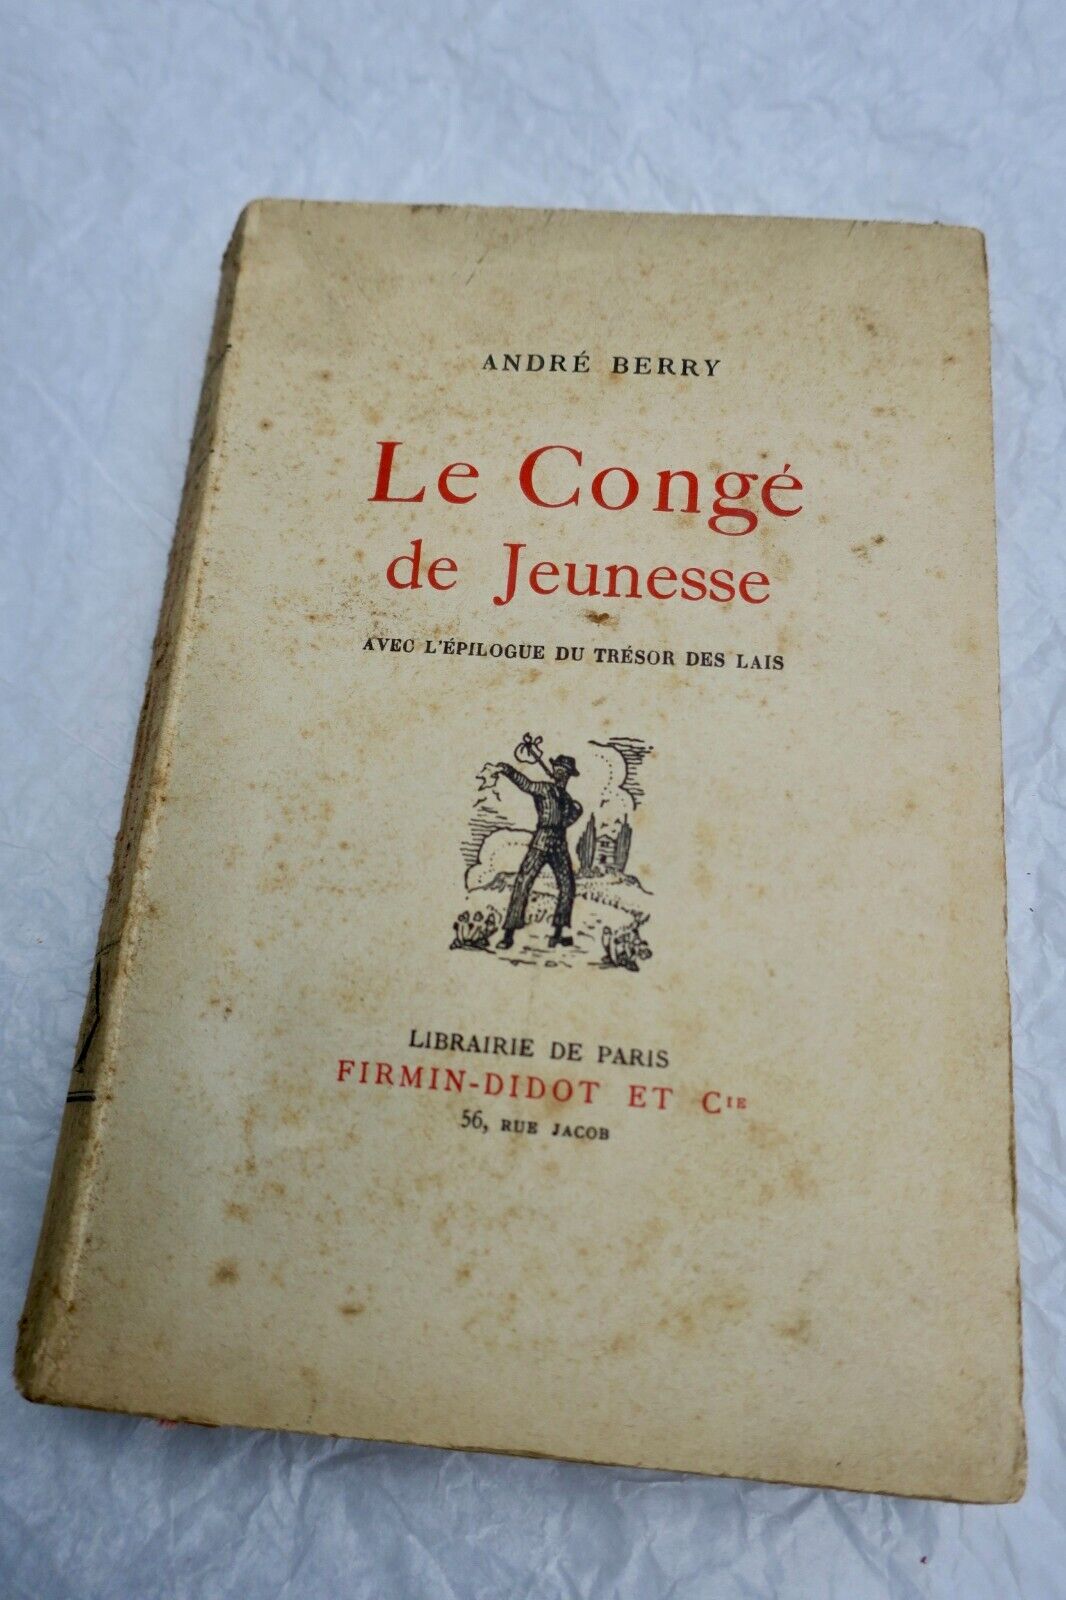 ANDRÉ BERRY
Le Congé
de Jeunesse
AVEC L'ÉPILOGUE DU TRÉSOR DES LAIS
LIBRAIRIE DE PARIS
FIRMIN-DIDOT ET CIE
56, RUE JACOB